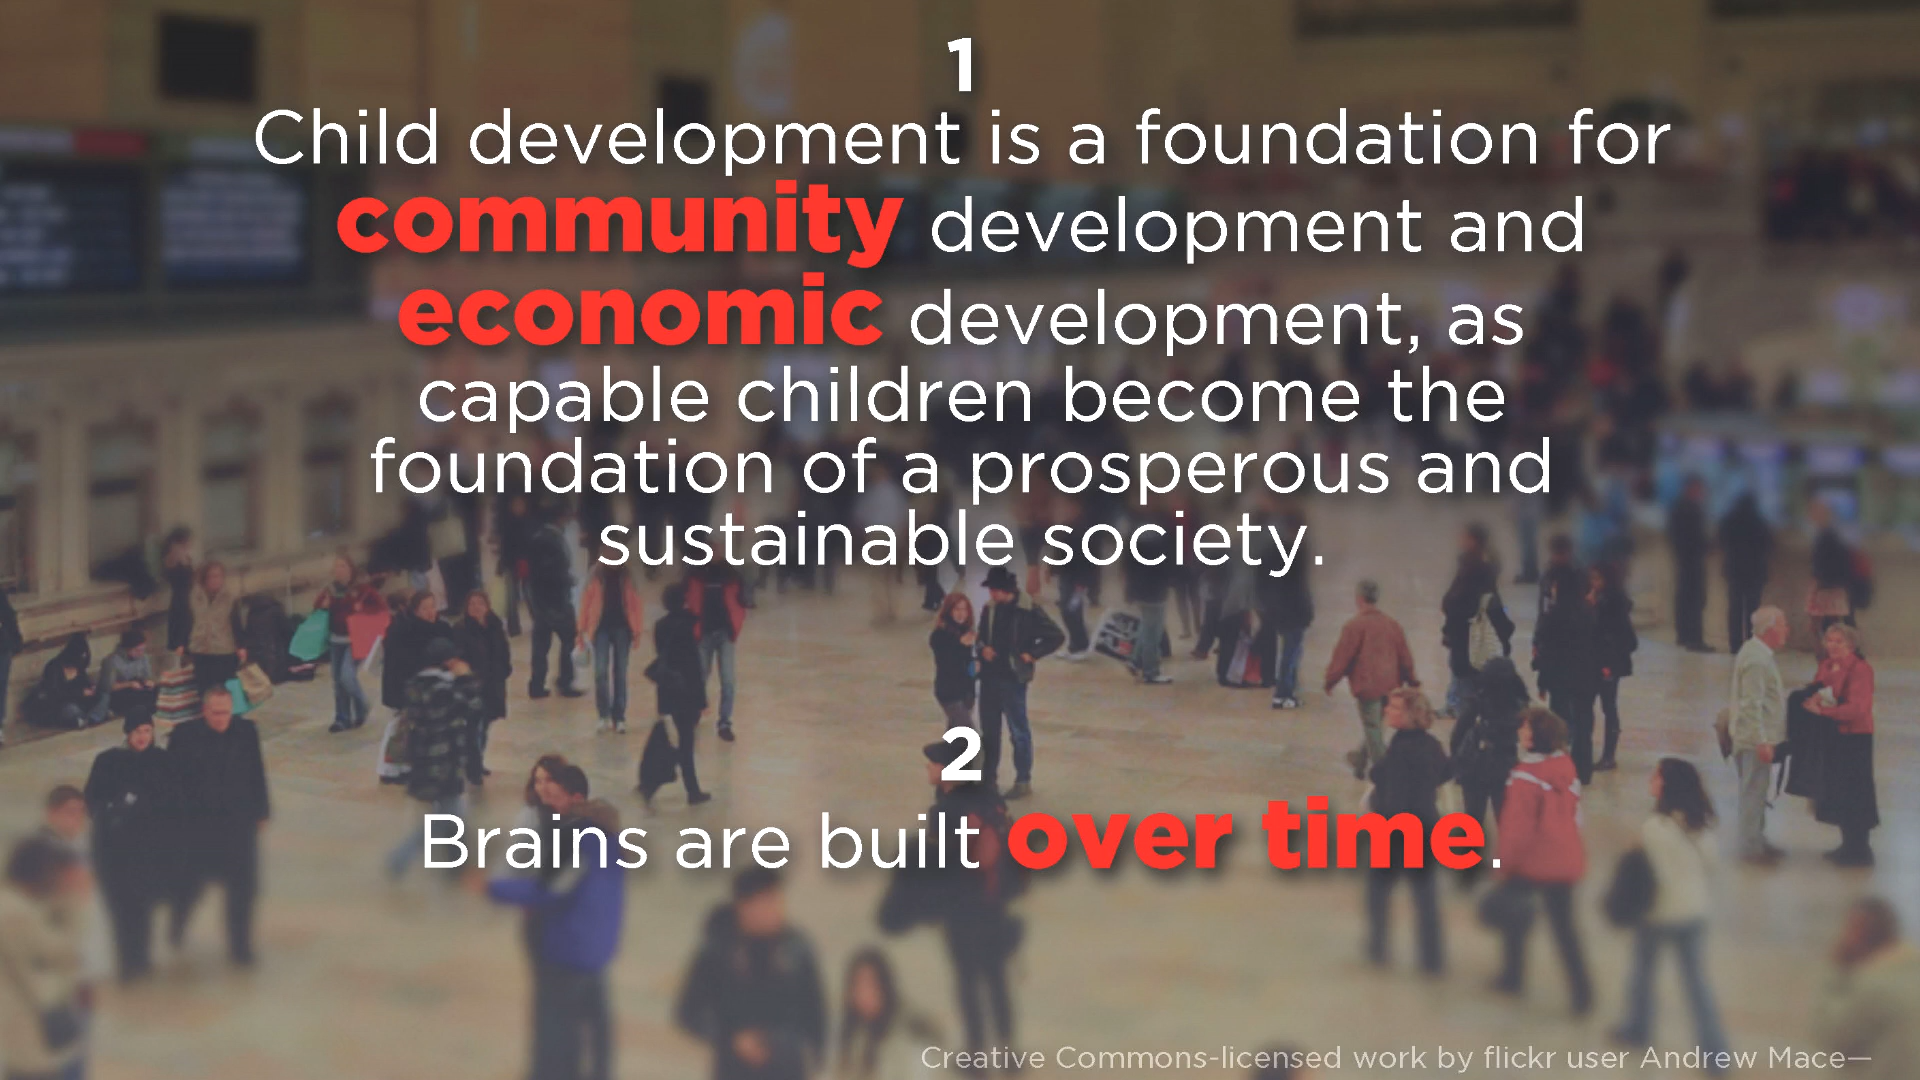 1
Child development is a foundation for
community development and
economic development, as
capable children become the
foundation of a prosperous and
sustainable society.
2
Brains are built over time.
Creative Commons-licensed work by flickr user Andrew Mace—